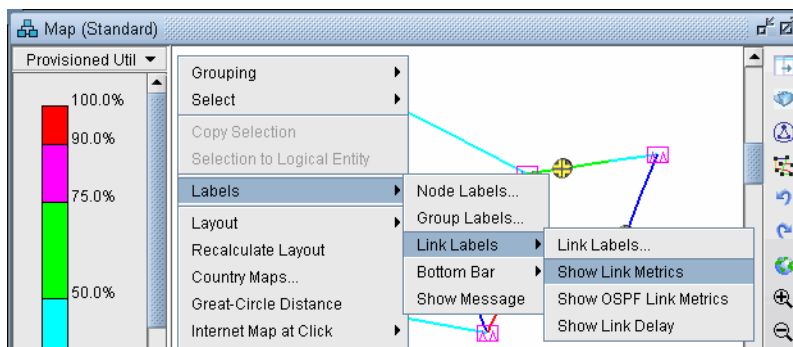 Map (Standard)
Provisioned Util
100.0%
90.0%
75.0%
50.0%
Grouping
Select
Copy Selection
Selection to Logical Entity
Labels
Layout
Recalculate Layout
Country Maps...
Great-Circle Distance
Internet Map at Click
Node Labels...
Group Labels...
Link Labels
Bottom Bar
Show Message
Link Labels...
Show Link Metrics
Show OSPF Link Metrics
Show Link Delay